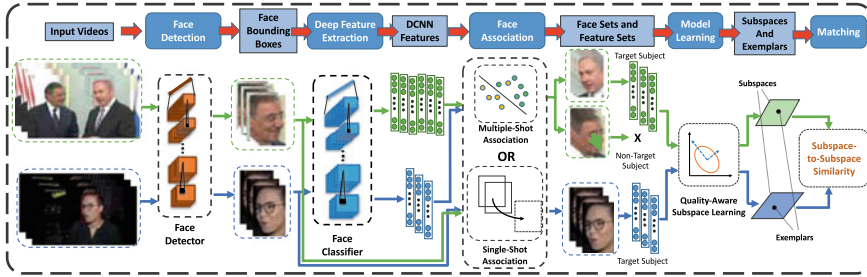 Input Videos
Face
Detection
Face
Bounding
Boxes
Deep Feature
Extraction
DCNN
Features
Face
Association
Face Sets and
Feature Sets
Model
Learning
Subspaces
And
Exemplars
Matching
Target Subject
Multiple-Shot
Association
OR
X
Non-Target
Subject
Single-Shot
Association
Target Subject
Face
Detector
Face
Classifier
Quality-Aware
Subspace Learning
Subspaces
Exemplars
Subspace-
to-Subspace
Similarity